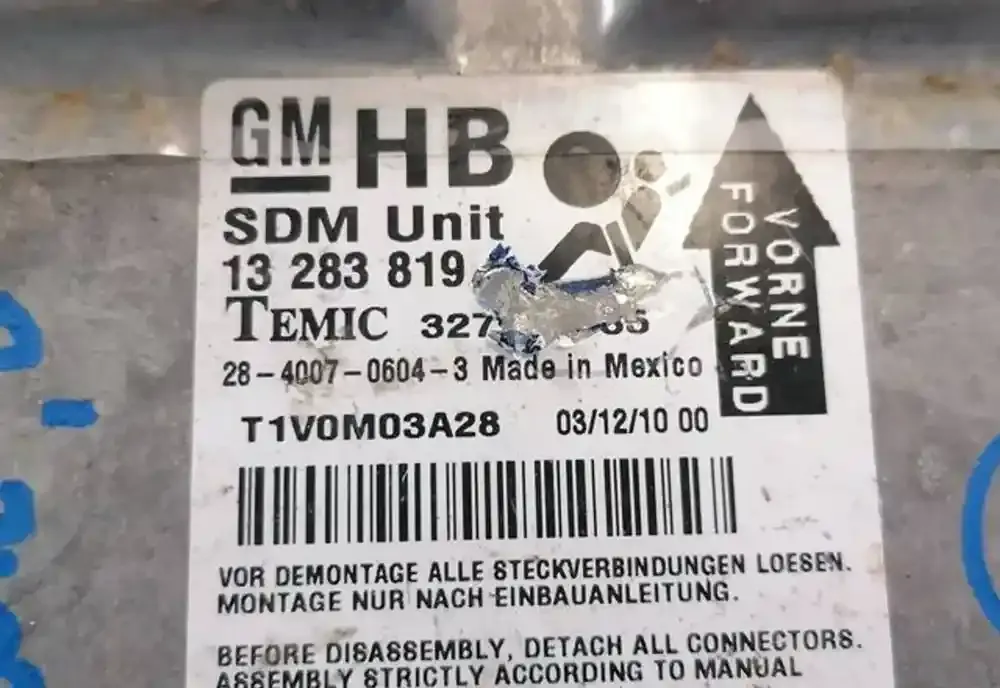 GM HB
SDM Unit
13 283 819
TEMIC
28-4007-0604-3 Made in Mexico
T1V0M03A28 03/12/10 00
VORNE
FORWARD
VOR DEMONTAGE ALLE STECKVERBINDUNGEN LOESEN.
MONTAGE NUR NACH EINBAUANLEITUNG.
BEFORE DISASSEMBLY, DETACH ALL CONNECTORS.
ASSEMBLY STRICTLY ACCORDING TO MANUAL